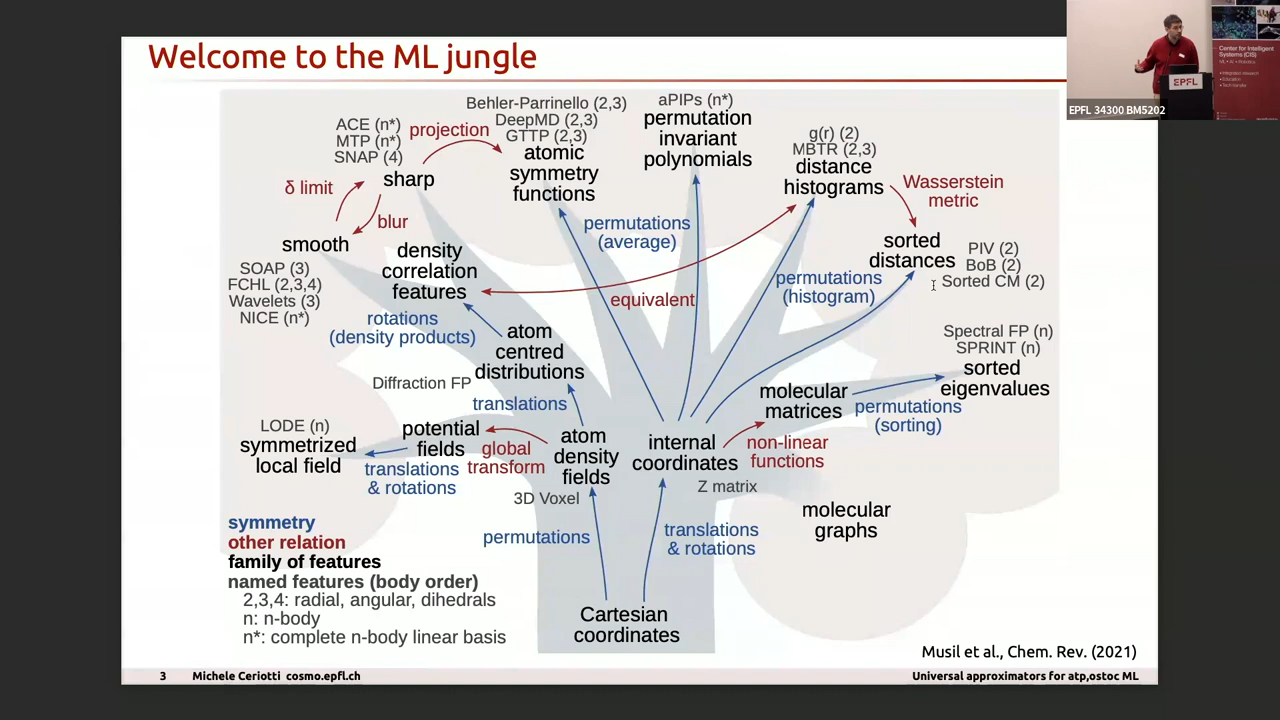 Welcome to the ML jungle
Behler-Parrinello (2,3)
DeepMD (2,3)
GTTP (2,3)
atomic
symmetry
functions
aPIPs (n*)
permutation
invariant
polynomials
g(r) (2)
MBTR (2,3)
distance
histograms
Wasserstein
metric
ACE (n*)
MTP (n*)
SNAP (4)
sharp
projection
δ limit
blur
smooth
SOAP (3)
FCHL (2,3,4)
Wavelets (3)
NICE (n*)
density
correlation
features
permutations
(average)
equivalent
permutations
(histogram)
sorted
distances
PIV (2)
BoB (2)
Sorted CM (2)
rotations
(density products)
atom
centred
distributions
Diffraction FP
translations
Spectral FP (n)
SPRINT (n)
sorted
eigenvalues
molecular
matrices
permutations
(sorting)
LODE (n)
symmetrized
local field
potential
fields
translations
& rotations
global
transform
atom
density
fields
3D Voxel
internal
coordinates
Z matrix
non-linear
functions
molecular
graphs
permutations
translations
& rotations
Cartesian
coordinates
symmetry
other relation
family of features
named features (body order)
2,3,4: radial, angular, dihedrals
n: n-body
n*: complete n-body linear basis
Musil et al., Chem. Rev. (2021)
3 Michele Ceriotti cosmo.epfl.ch
Universal approximators for atp,ostoc ML
EPFL
EPFL 34300 BM5202
Center for Intelligent
Systems (CIS)